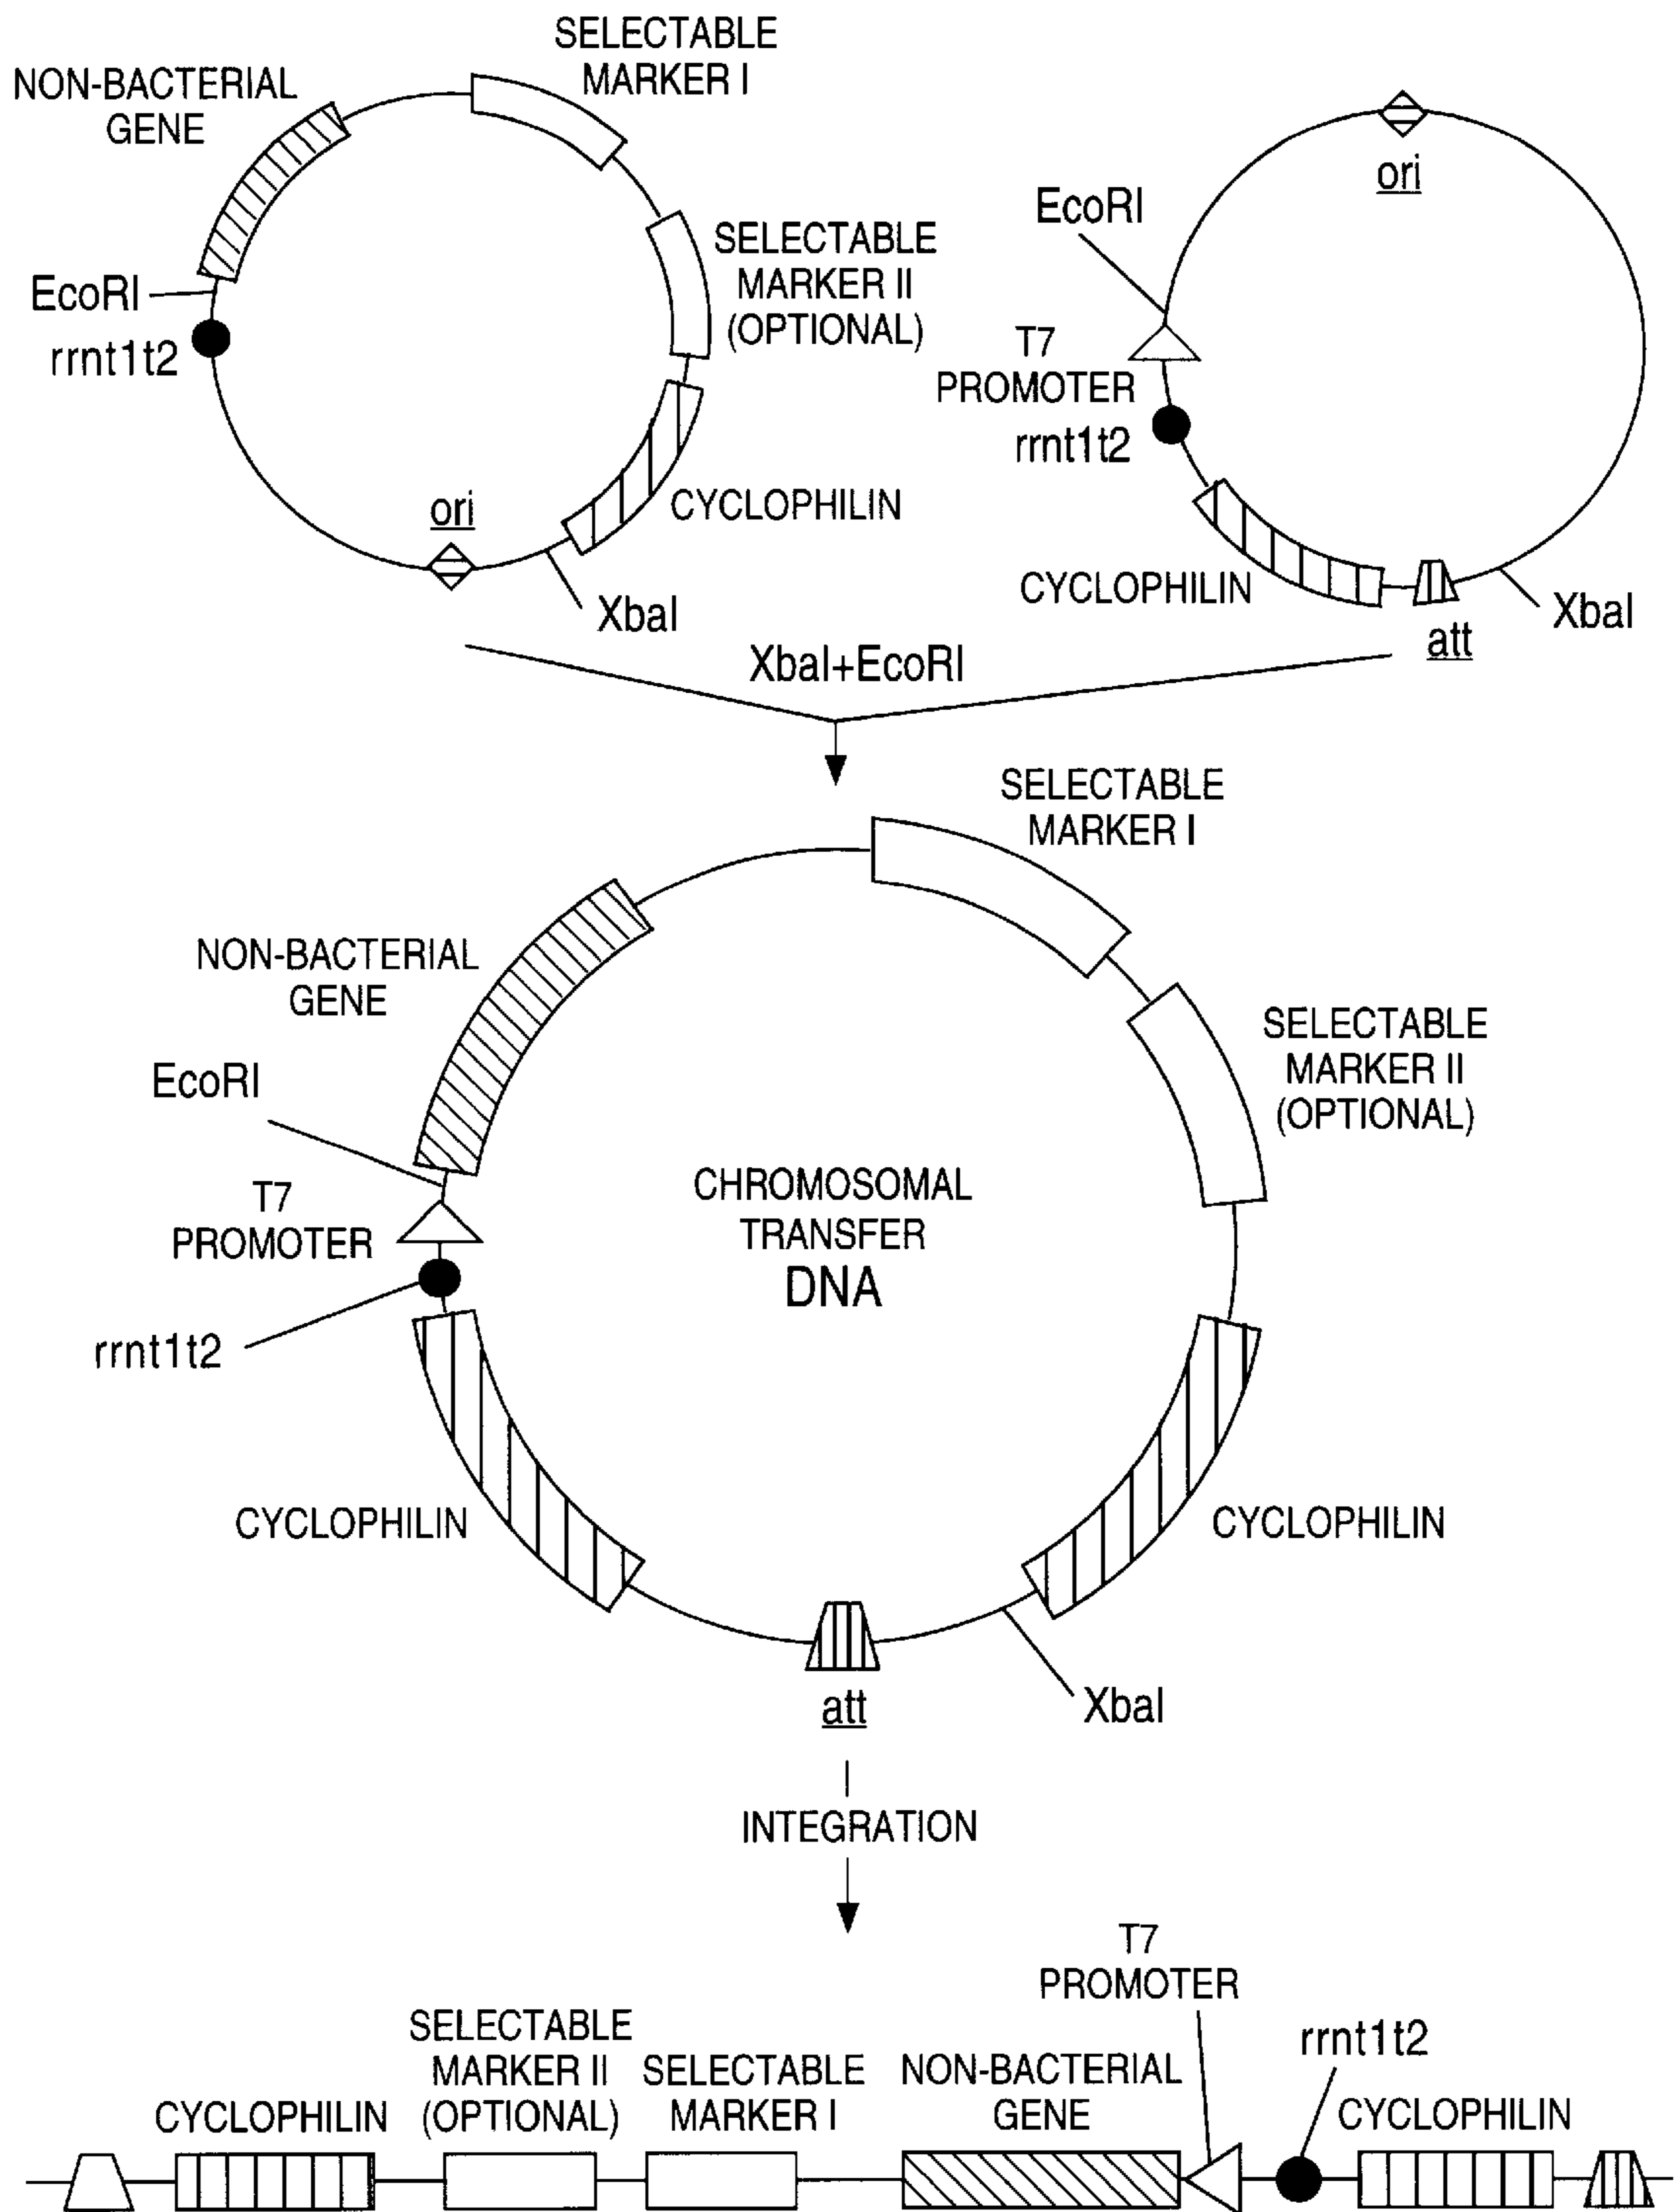 SELECTABLE
MARKER I
NON-BACTERIAL
GENE
SELECTABLE
MARKER II
(OPTIONAL)
EcoRI
rrnt1t2
ori
CYCLOPHILIN
XbaI
ori
EcoRI
T7
PROMOTER
rrnt1t2
CYCLOPHILIN
att
XbaI
XbaI+EcoRI
SELECTABLE
MARKER I
NON-BACTERIAL
GENE
SELECTABLE
MARKER II
(OPTIONAL)
EcoRI
T7
PROMOTER
CHROMOSOMAL
TRANSFER
DNA
rrnt1t2
CYCLOPHILIN
CYCLOPHILIN
att
XbaI
INTEGRATION
T7
PROMOTER
rrnt1t2
CYCLOPHILIN
SELECTABLE
MARKER II
(OPTIONAL)
SELECTABLE
MARKER I
NON-BACTERIAL
GENE
CYCLOPHILIN